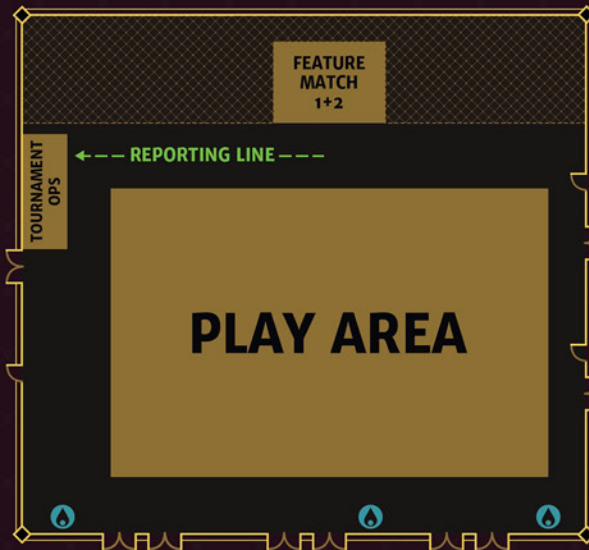 FEATURE
MATCH
1+2
REPORTING LINE
TOURNAMENT
OPS
PLAY AREA